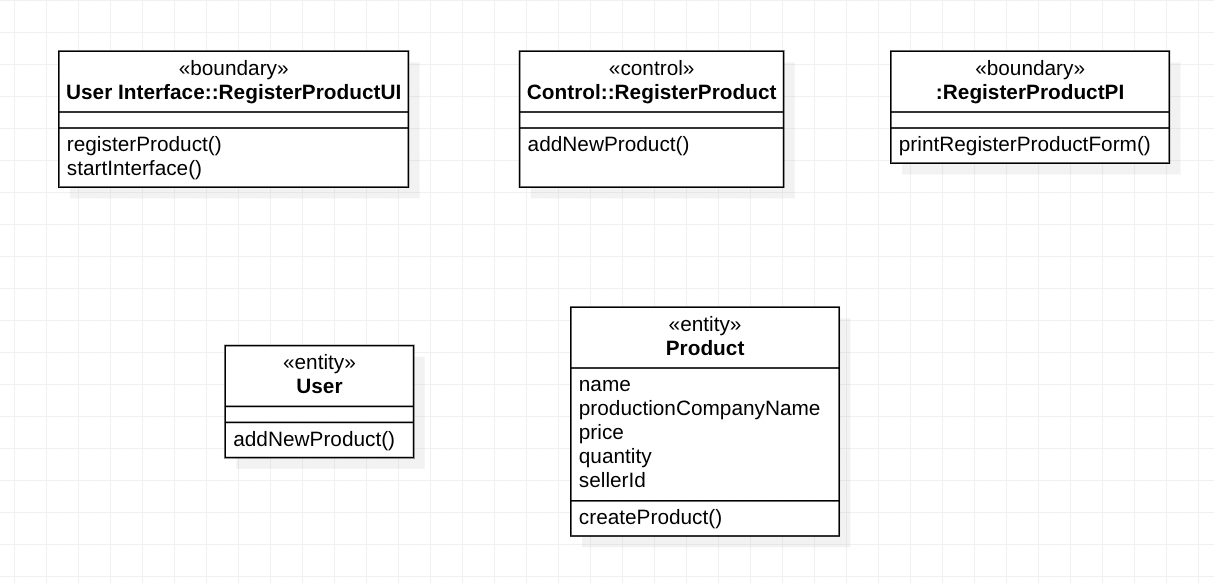 «boundary»
User Interface::RegisterProductUI
registerProduct()
startInterface()
«control»
Control::RegisterProduct
addNewProduct()
«boundary»
:RegisterProductPI
printRegisterProductForm()
«entity»
User
addNewProduct()
«entity»
Product
name
productionCompanyName
price
quantity
sellerId
createProduct()